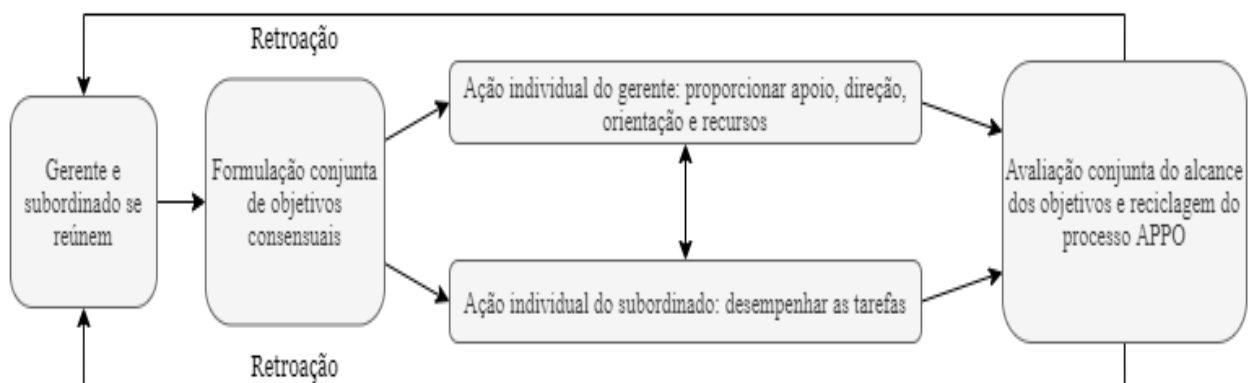 Retroação
Gerente e
subordinado se
reúnem
Formulação conjunta
de objetivos
consensuais
Ação individual do gerente: proporcionar apoio, direção,
orientação e recursos
Ação individual do subordinado: desempenhar as tarefas
Avaliação conjunta do alcance
dos objetivos e reciclagem do
processo APPO
Retroação